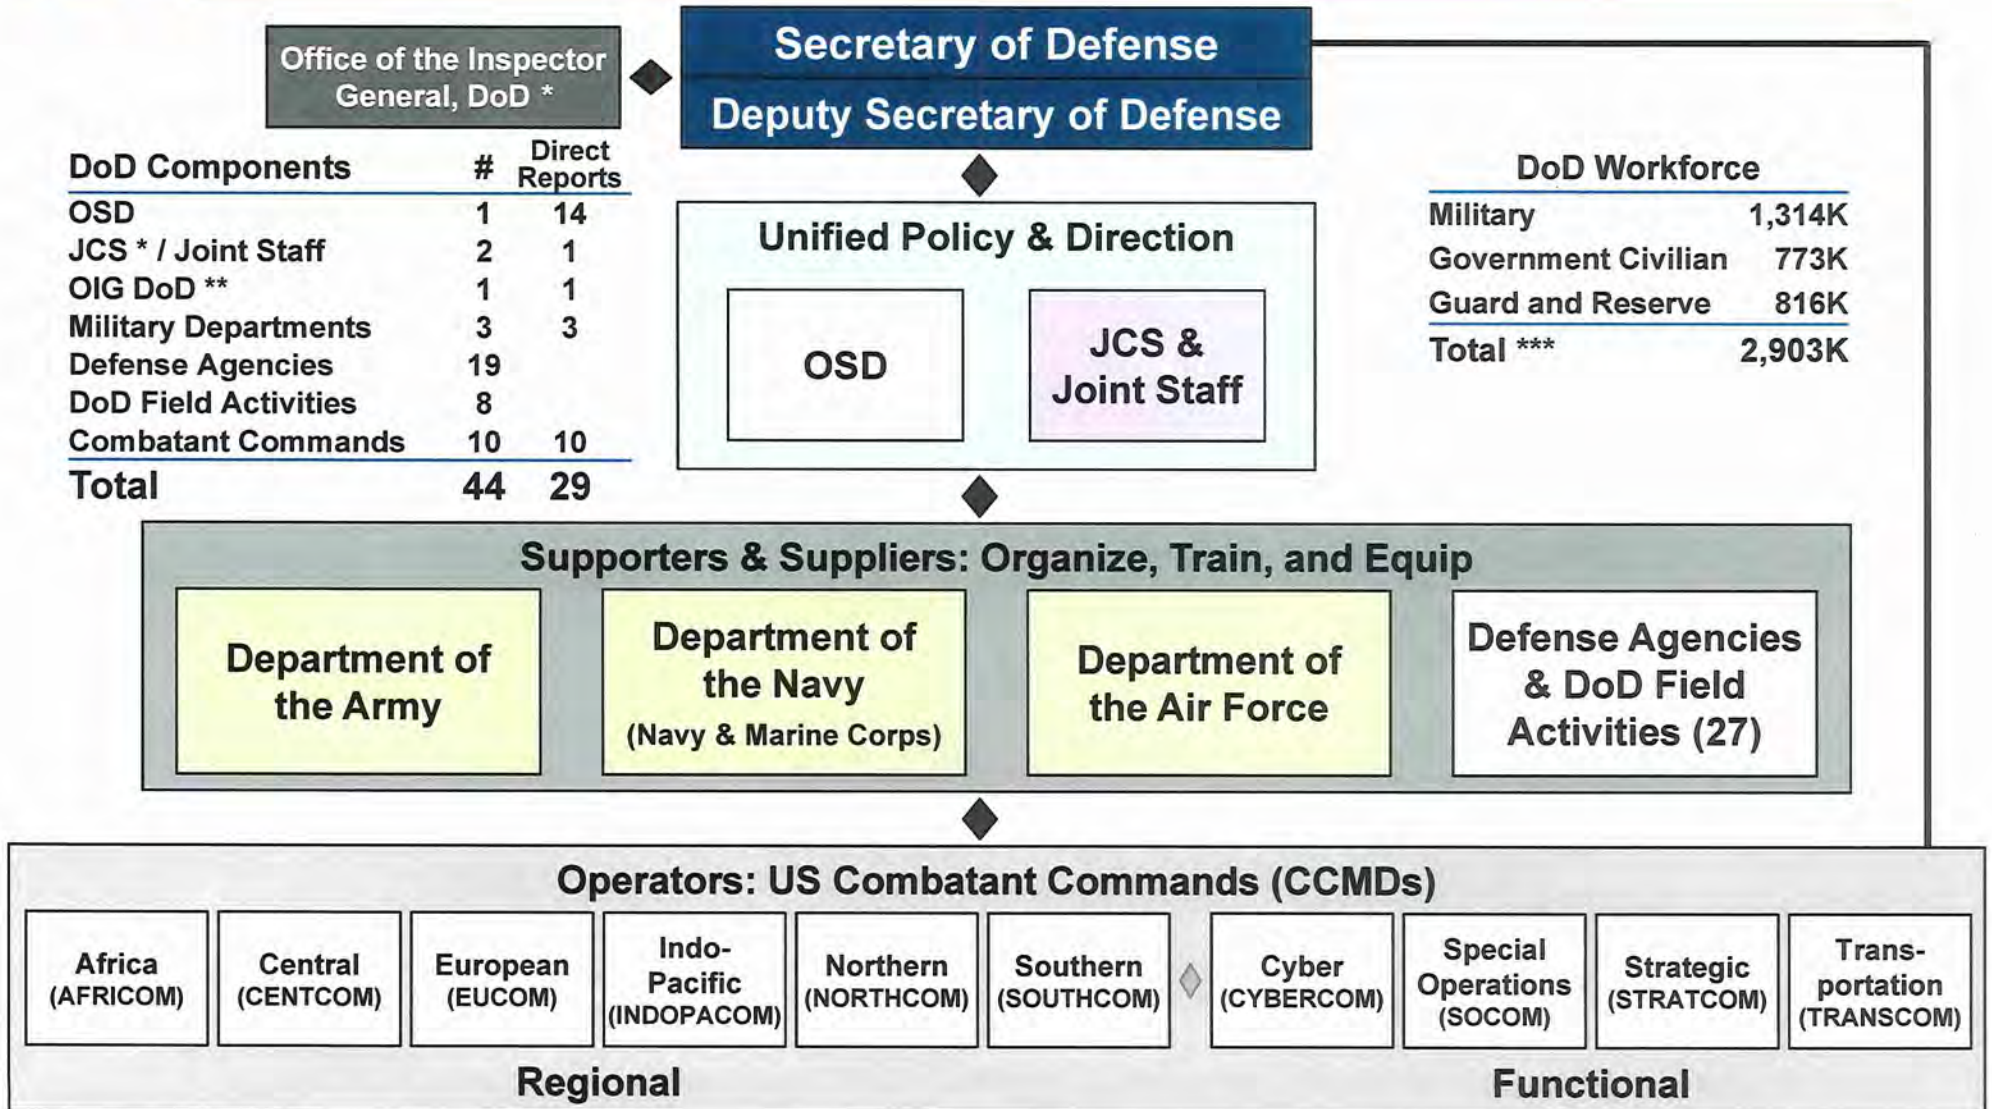 Office of the Inspector
General, DoD *
Secretary of Defense
Deputy Secretary of Defense
DoD Components # Direct Reports
OSD 1 14
JCS * / Joint Staff 2 1
OIG DoD ** 1 1
Military Departments 3 3
Defense Agencies 19
DoD Field Activities 8
Combatant Commands 10 10
Total 44 29
Unified Policy & Direction
OSD
JCS &
Joint Staff
DoD Workforce
Military 1,314K
Government Civilian 773K
Guard and Reserve 816K
Total *** 2,903K
Supporters & Suppliers: Organize, Train, and Equip
Department of
the Army
Department of
the Navy
(Navy & Marine Corps)
Department of
the Air Force
Defense Agencies
& DoD Field
Activities (27)
Operators: US Combatant Commands (CCMDs)
Africa
(AFRICOM)
Central
(CENTCOM)
European
(EUCOM)
Indo-
Pacific
(INDOPACOM)
Northern
(NORTHCOM)
Southern
(SOUTHCOM)
Cyber
(CYBERCOM)
Special
Operations
(SOCOM)
Strategic
(STRATCOM)
Trans-
portation
(TRANSCOM)
Regional
Functional